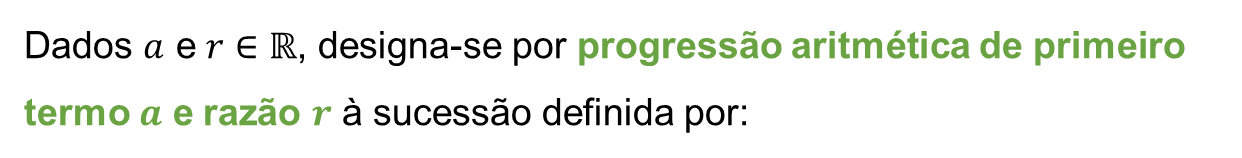 Dados 𝑎 e 𝑟 ∈ ℝ, designa-se por progressão aritmética de primeiro
termo 𝒂 e razão 𝒓 à sucessão definida por: